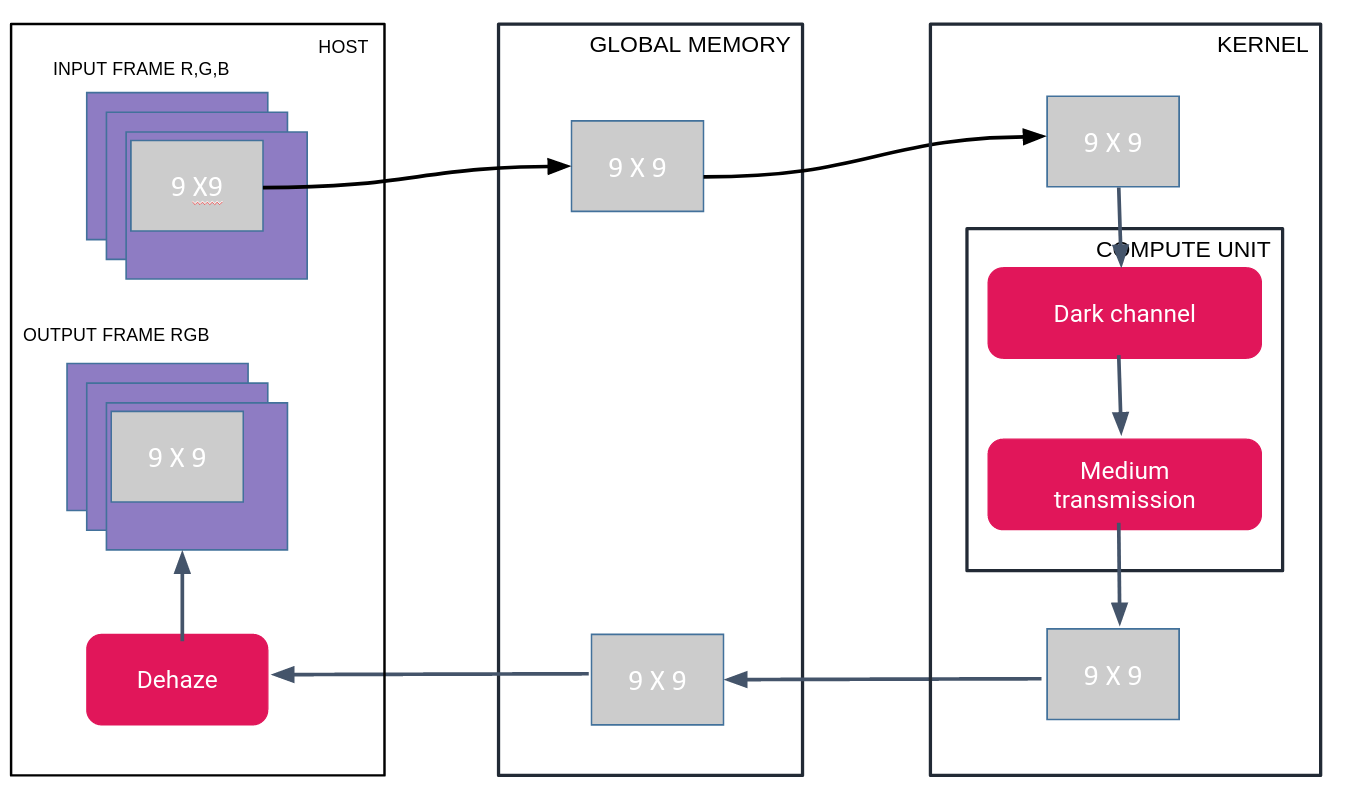 HOST
INPUT FRAME R,G,B
9 X9
OUTPUT FRAME RGB
9 X 9
Dehaze
GLOBAL MEMORY
9 X 9
9 X 9
KERNEL
9 X 9
COMPUTE UNIT
Dark channel
Medium
transmission
9 X 9